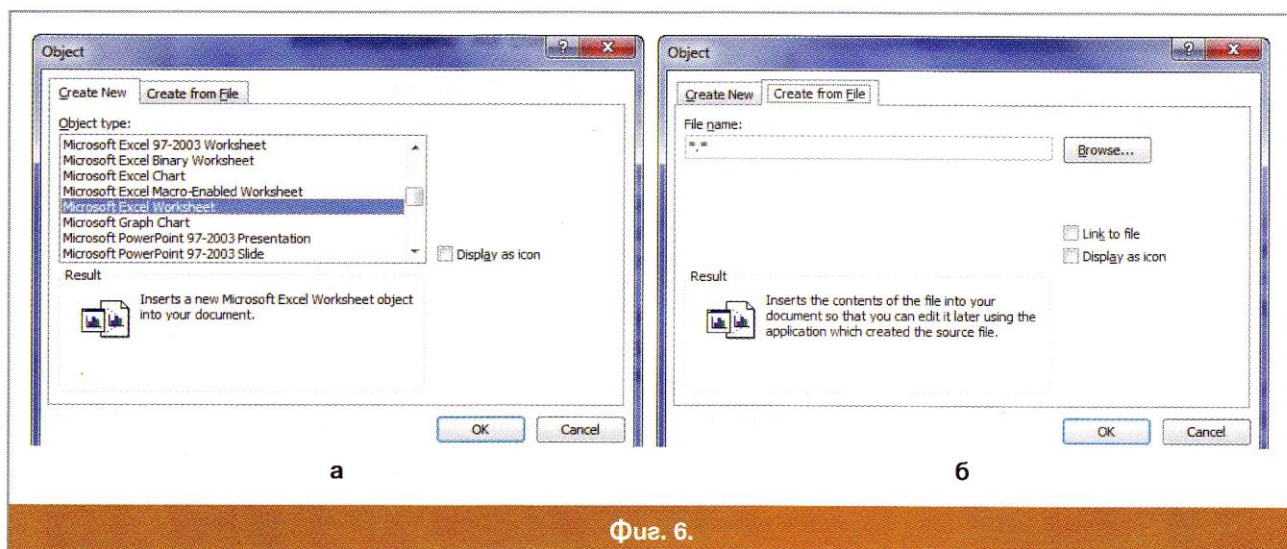 Object
Create New
Create from File
Object type:
Microsoft Excel 97-2003 Worksheet
Microsoft Excel Binary Worksheet
Microsoft Excel Chart
Microsoft Excel Macro-Enabled Worksheet
Microsoft Excel Worksheet
Microsoft Graph Chart
Microsoft PowerPoint 97-2003 Presentation
Microsoft PowerPoint 97-2003 Slide
Display as icon
Result
Inserts a new Microsoft Excel Worksheet object
into your document.
OK
Cancel
а
Object
Create New
Create from File
File name:
*.*
Browse...
Link to file
Display as icon
Result
Inserts the contents of the file into your
document so that you can edit it later using the
application which created the source file.
OK
Cancel
б
Фиг. 6.